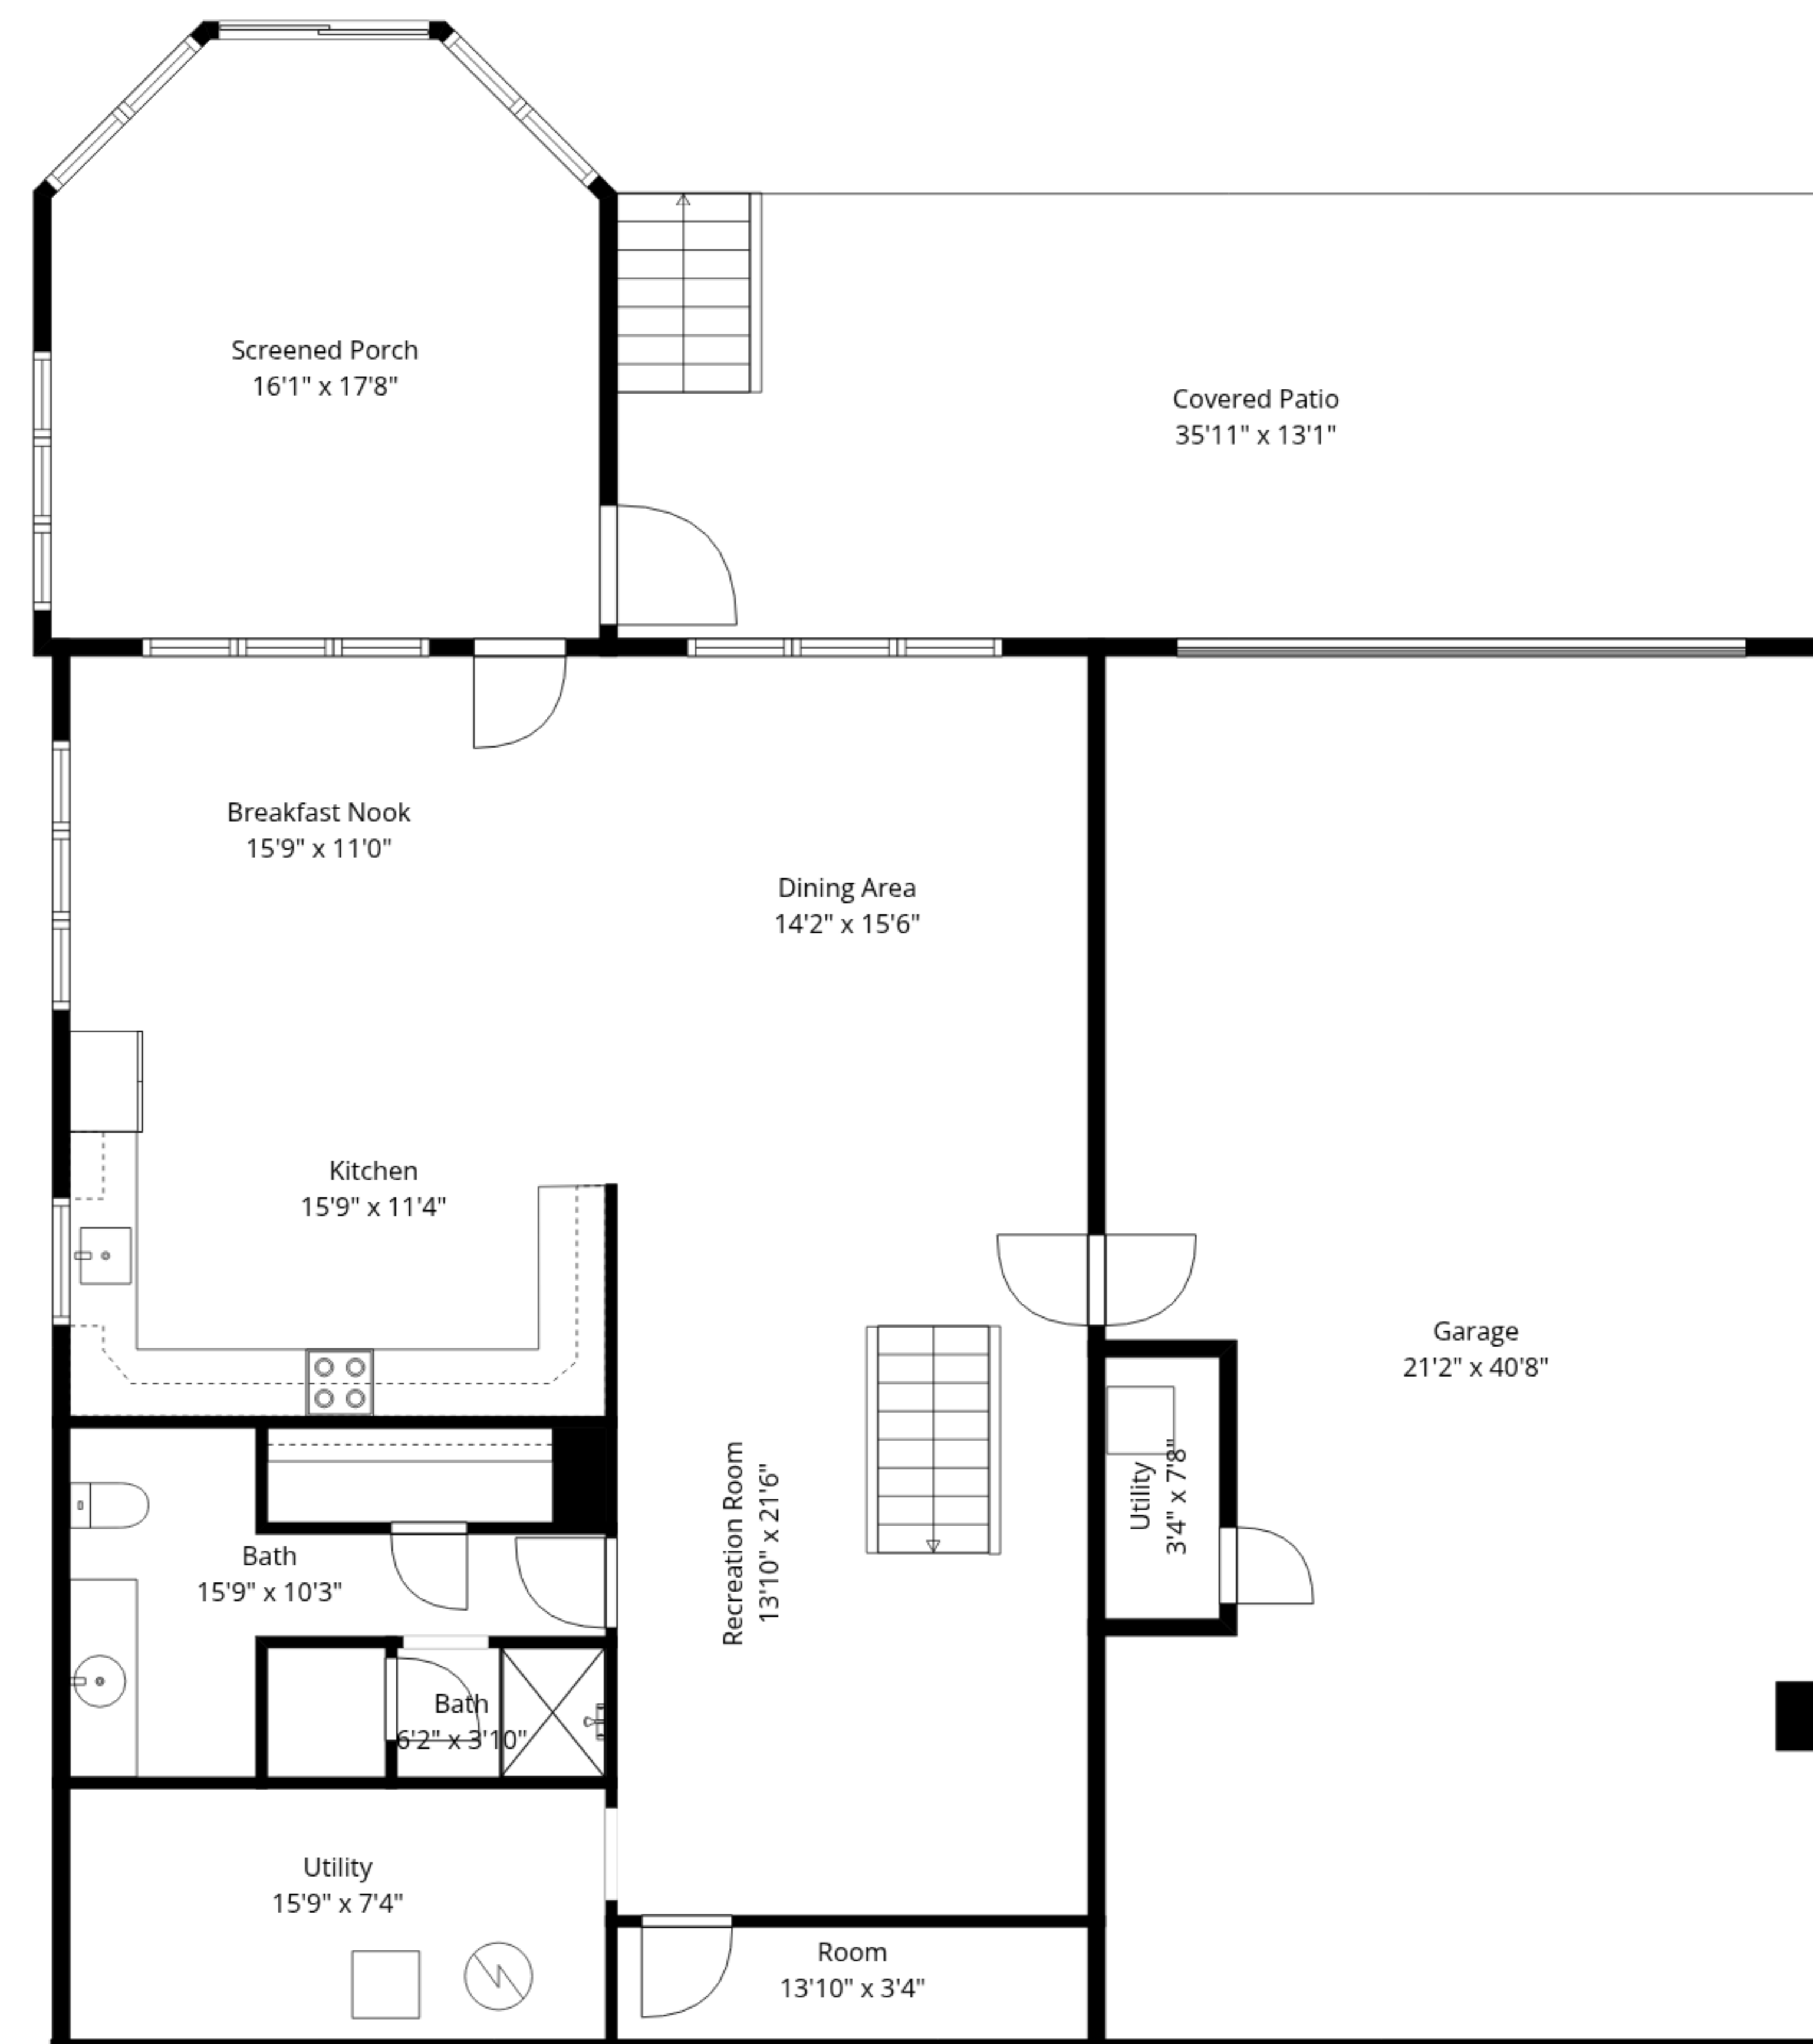 Screened Porch
16'1" x 17'8"
Covered Patio
35'11" x 13'1"
Breakfast Nook
15'9" x 11'0"
Dining Area
14'2" x 15'6"
Kitchen
15'9" x 11'4"
Garage
21'2" x 40'8"
Recreation Room
13'10" x 21'6"
Utility
3'4" x 7'8"
Bath
15'9" x 10'3"
Bath
6'2" x 3'10"
Utility
15'9" x 7'4"
Room
13'10" x 3'4"